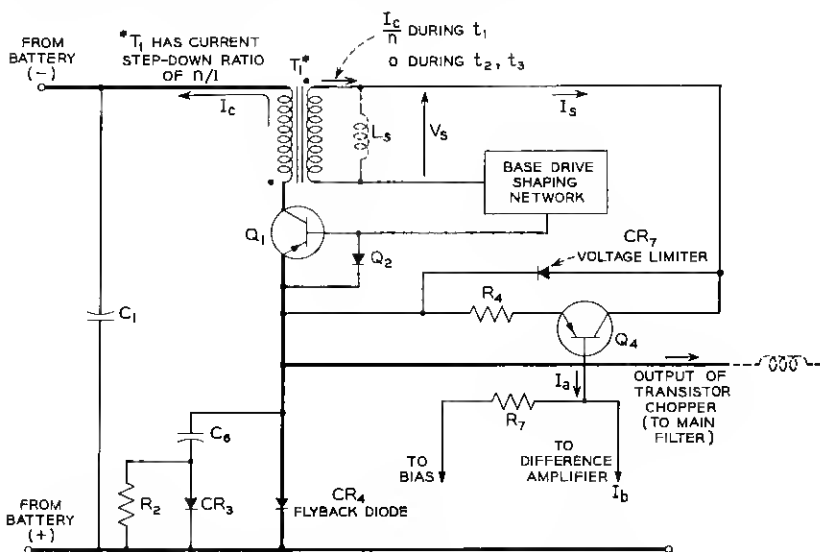 FROM
BATTERY
(-)
*T1 HAS CURRENT
STEP-DOWN RATIO
OF n/1
T1*
Ic/n DURING t1
0 DURING t2, t3
Ic
Ls
Vs
Is
BASE DRIVE
SHAPING
NETWORK
Q1
Q2
CR7
VOLTAGE LIMITER
R4
Q4
C1
Ia
OUTPUT OF
TRANSISTOR
CHOPPER
(TO MAIN
FILTER)
R7
C6
TO
BIAS
TO
DIFFERENCE
AMPLIFIER
Ib
R2
CR3
CR4
FLYBACK DIODE
FROM
BATTERY
(+)